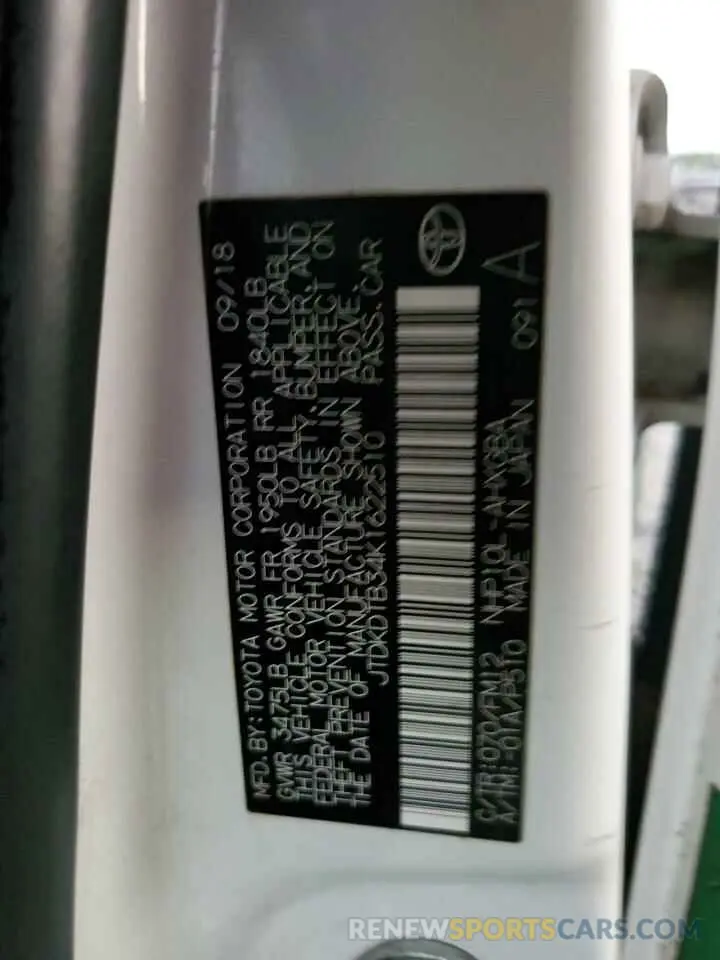 MFD. BY: TOYOTA MOTOR CORPORATION 09/18
GVWR 3475LB GAWR FR 1950LB RR 1840LB
THIS VEHICLE CONFORMS TO ALL APPLICABLE
FEDERAL MOTOR VEHICLE SAFETY, BUMPER, AND
THEFT PREVENTION STANDARDS IN EFFECT ON
THE DATE OF MANUFACTURE SHOWN ABOVE.
JTDKDTB34K1622510 PASS. CAR
C/TR:070/FM12 NHP10L-AHXGBA 091
A/TM:-01A/P510 MADE IN JAPAN A
RENEWSPORTSCARS.COM